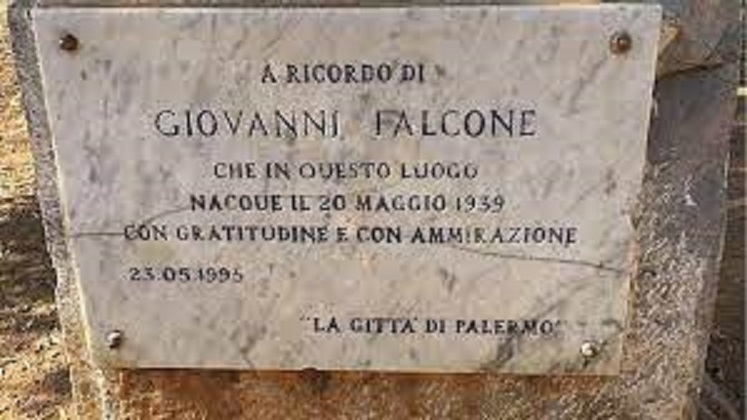 A RICORDO DI
GIOVANNI FALCONE
CHE IN QUESTO LUOGO
NACQUE IL 20 MAGGIO 1939
CON GRATITUDINE E CON AMMIRAZIONE
23.05.1995
"LA CITTA' DI PALERMO"